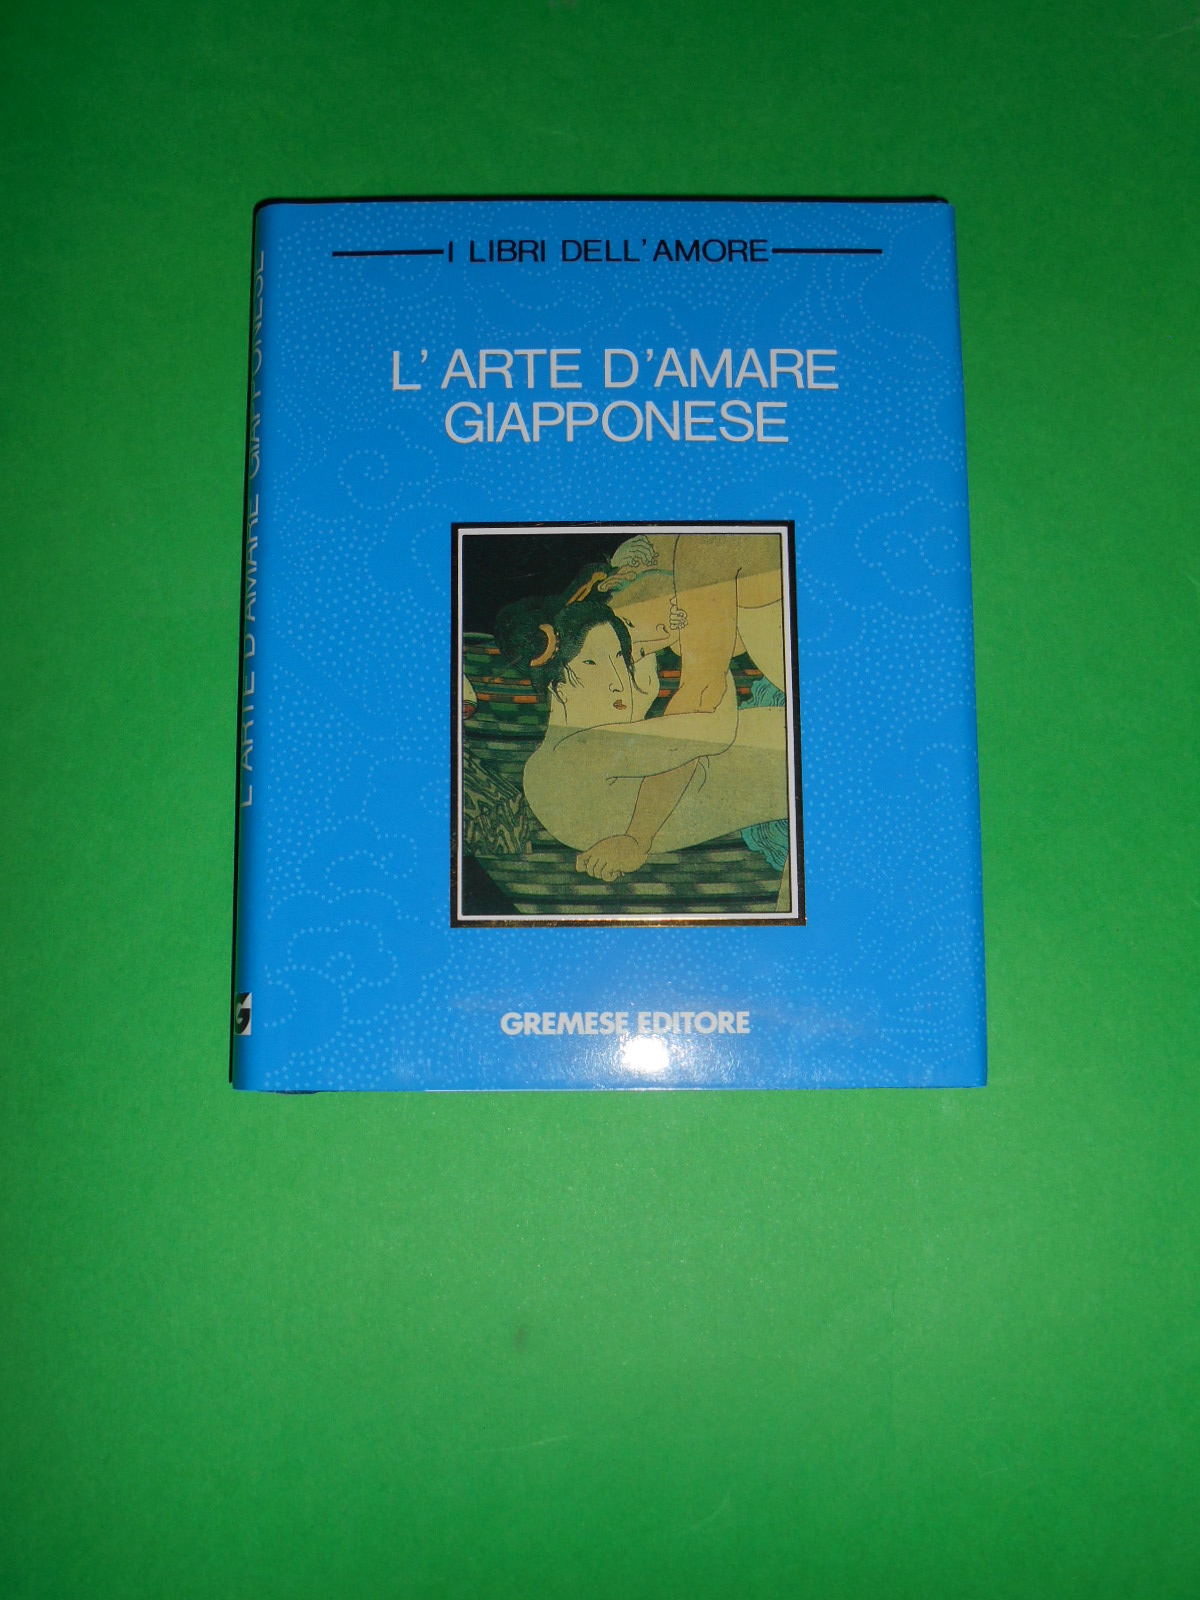 I LIBRI DELL'AMORE
L'ARTE D'AMARE
GIAPPONESE
GREMESE EDITORE
L'ARTE D'AMARE GIAPPONESE
G